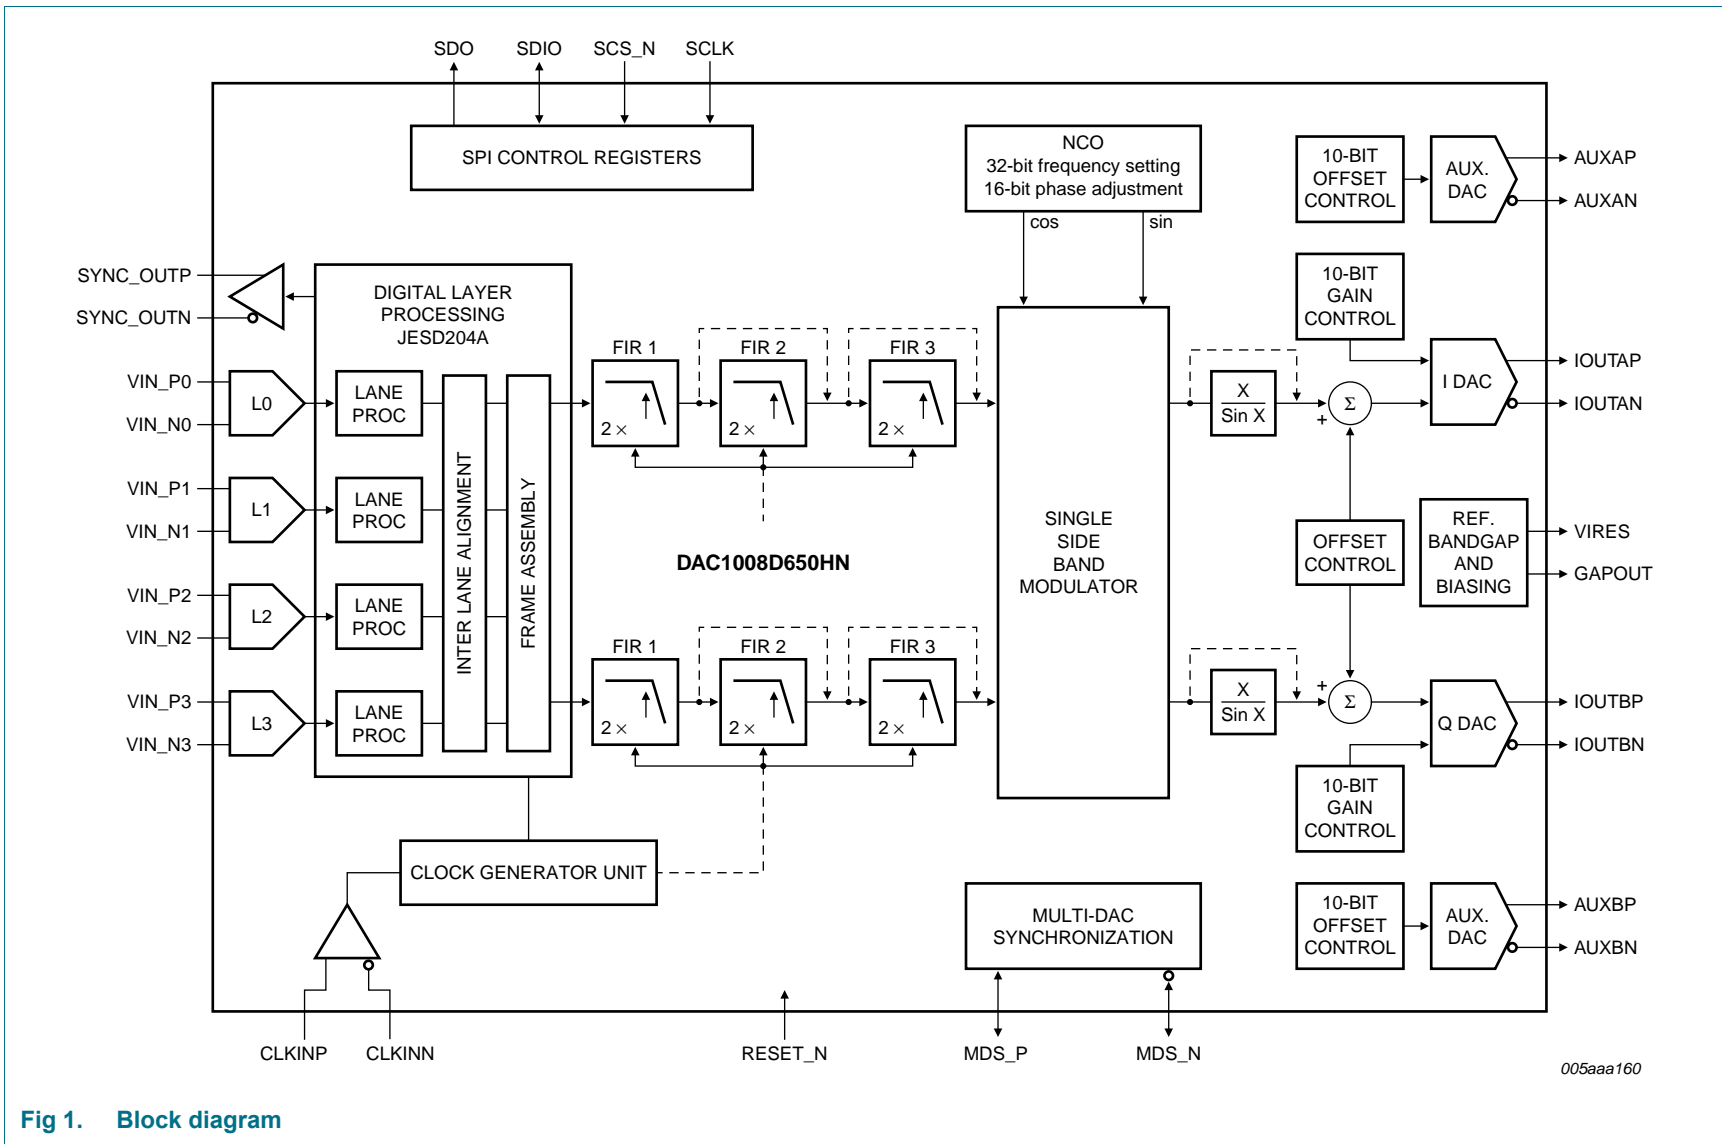 SDO
SDIO
SCS_N
SCLK
SPI CONTROL REGISTERS
NCO
32-bit frequency setting
16-bit phase adjustment
cos
sin
10-BIT
OFFSET
CONTROL
AUX.
DAC
AUXAP
AUXAN
SYNC_OUTP
SYNC_OUTN
DIGITAL LAYER
PROCESSING
JESD204A
10-BIT
GAIN
CONTROL
VIN_P0
VIN_N0
L0
LANE
PROC
FIR 1
2 ×
FIR 2
2 ×
FIR 3
2 ×
X
Sin X
+
Σ
I DAC
IOUTAP
IOUTAN
VIN_P1
VIN_N1
L1
LANE
PROC
INTER LANE ALIGNMENT
FRAME ASSEMBLY
DAC1008D650HN
SINGLE
SIDE
BAND
MODULATOR
OFFSET
CONTROL
REF.
BANDGAP
AND
BIASING
VIRES
GAPOUT
VIN_P2
VIN_N2
L2
LANE
PROC
VIN_P3
VIN_N3
L3
LANE
PROC
FIR 1
2 ×
FIR 2
2 ×
FIR 3
2 ×
X
Sin X
+
Σ
Q DAC
IOUTBP
IOUTBN
10-BIT
GAIN
CONTROL
CLOCK GENERATOR UNIT
MULTI-DAC
SYNCHRONIZATION
10-BIT
OFFSET
CONTROL
AUX.
DAC
AUXBP
AUXBN
CLKINP
CLKINN
RESET_N
MDS_P
MDS_N
005aaa160
Fig 1. Block diagram